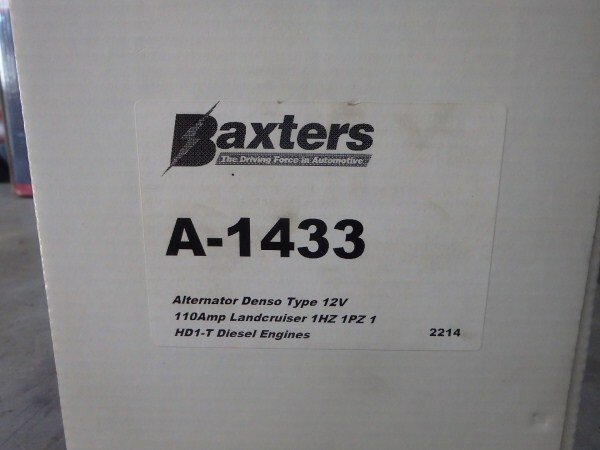 Baxters
The Driving Force in Automotive
A-1433
Alternator Denso Type 12V
110Amp Landcruiser 1HZ 1PZ 1
HD1-T Diesel Engines 2214